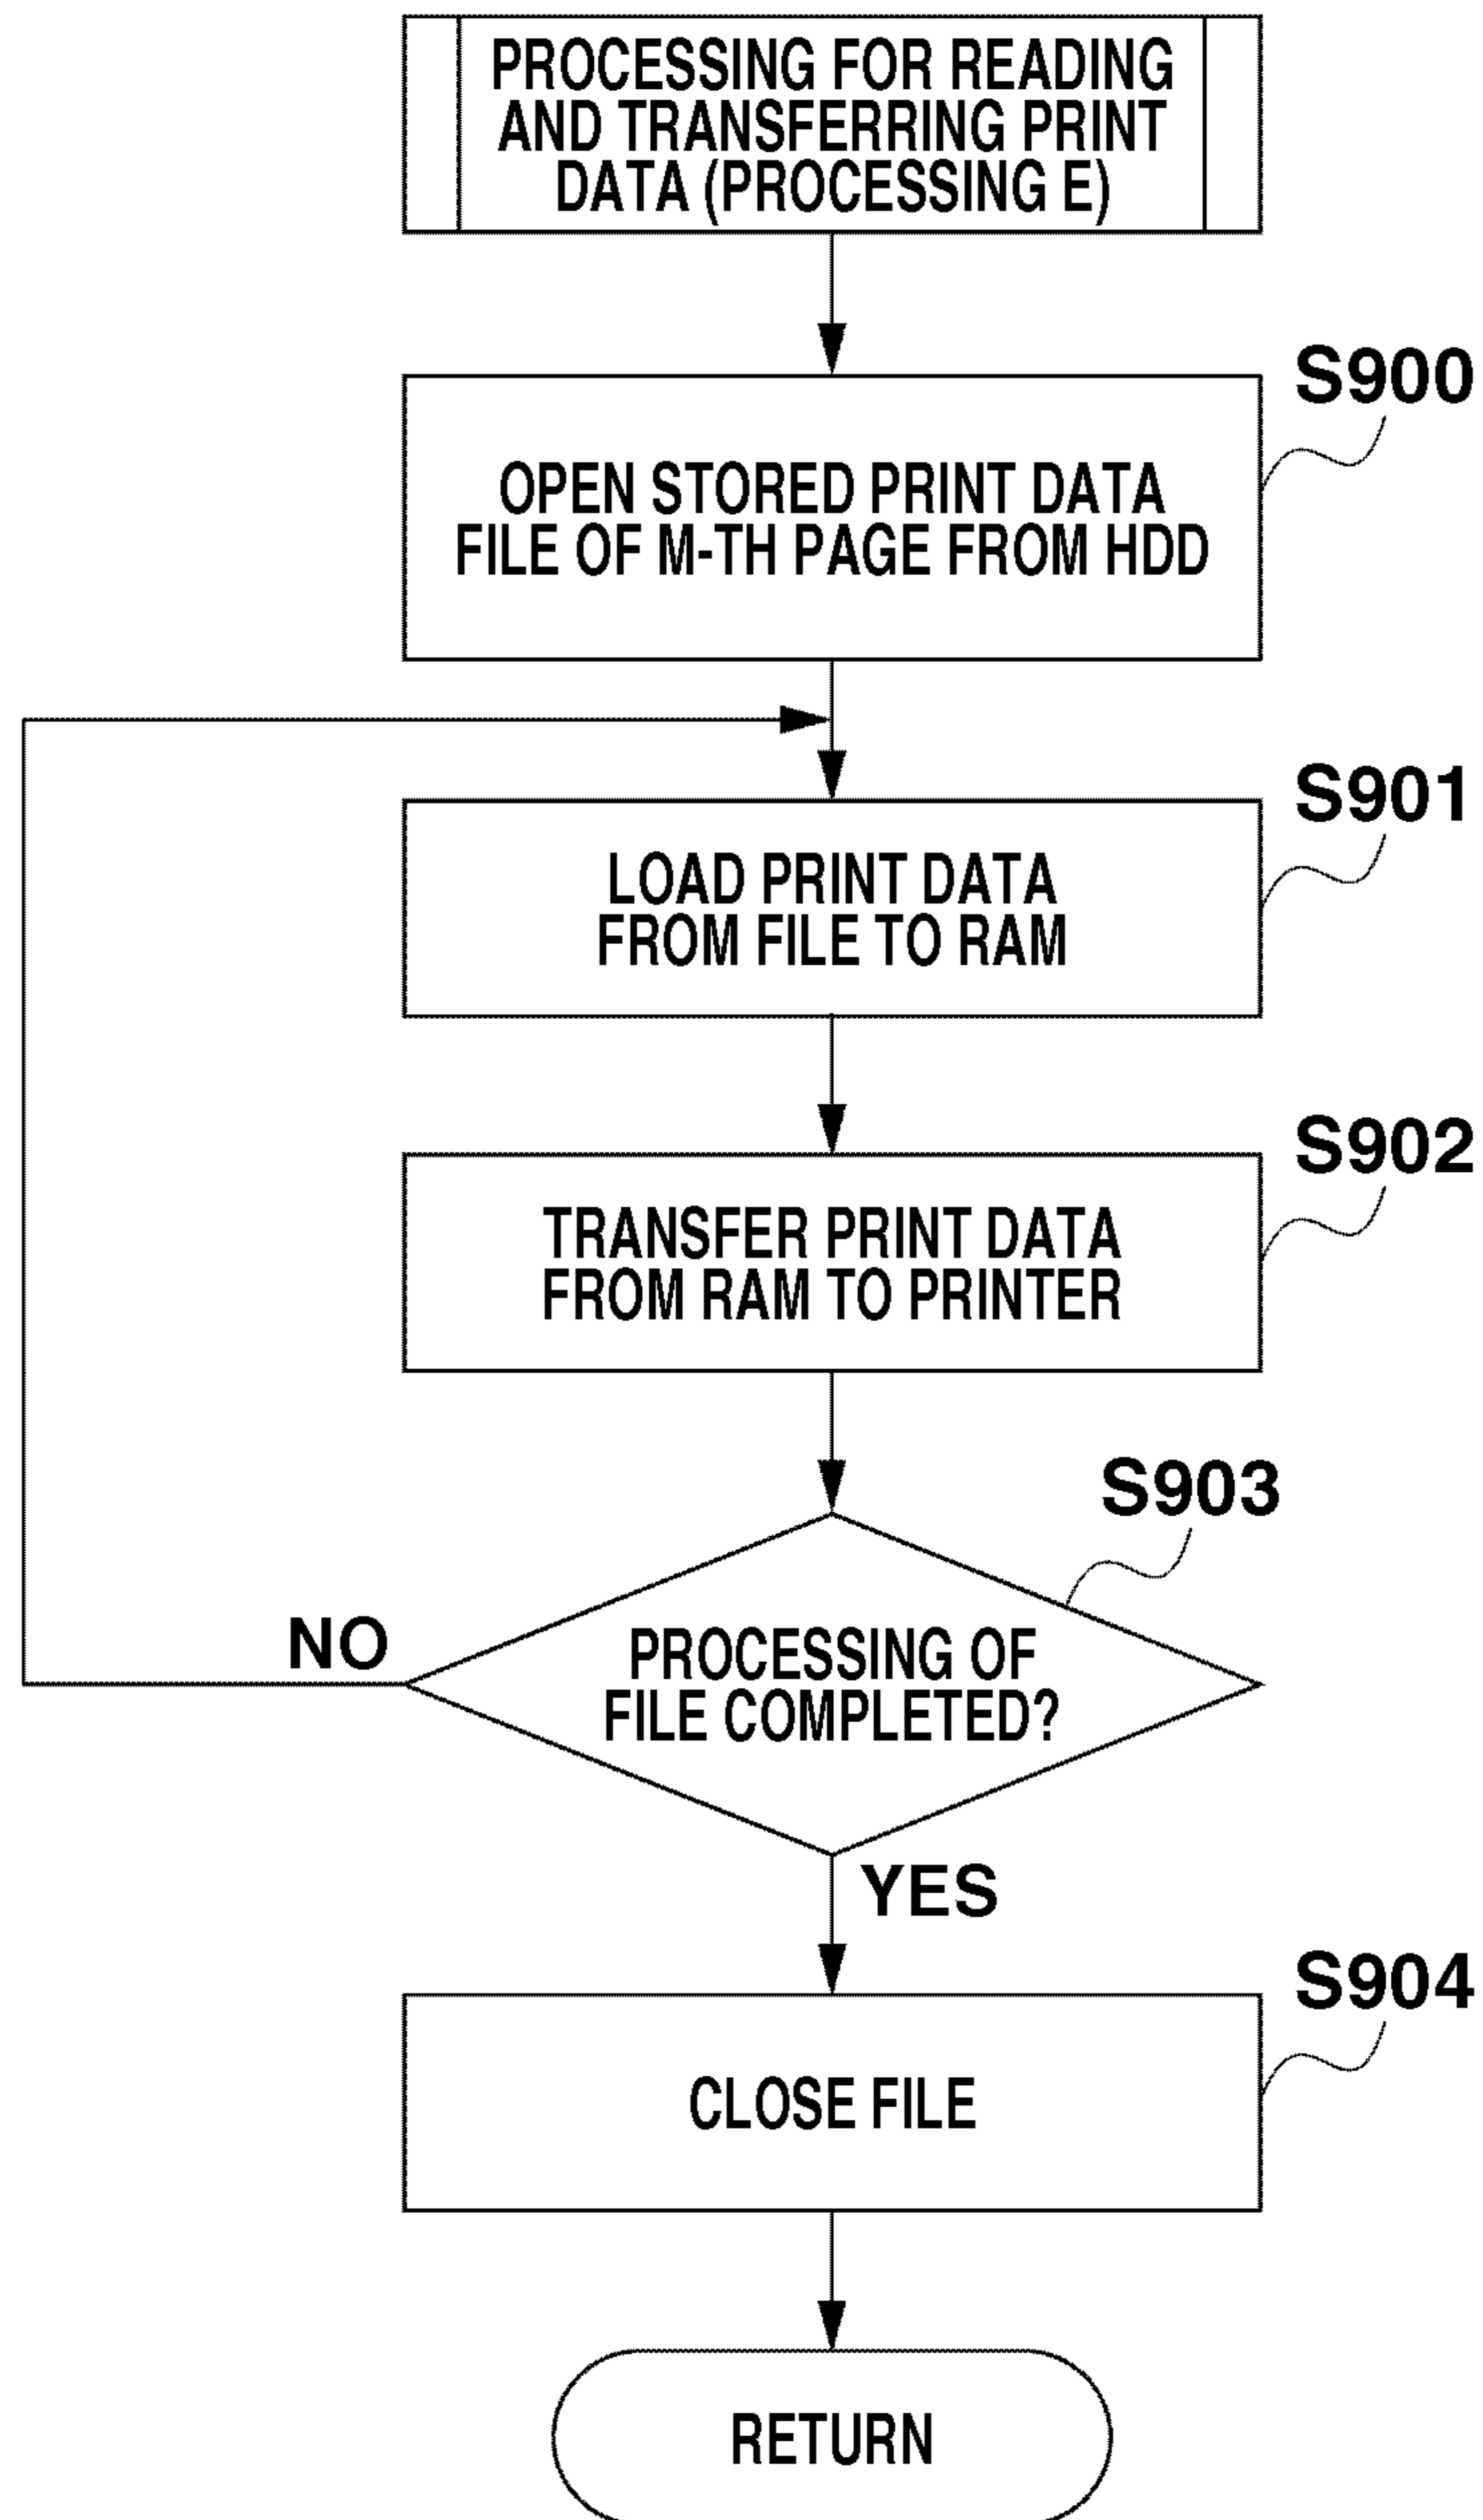 PROCESSING FOR READING
AND TRANSFERRING PRINT
DATA (PROCESSING E)
S900
OPEN STORED PRINT DATA
FILE OF M-TH PAGE FROM HDD
S901
LOAD PRINT DATA
FROM FILE TO RAM
S902
TRANSFER PRINT DATA
FROM RAM TO PRINTER
S903
NO
PROCESSING OF
FILE COMPLETED?
YES
S904
CLOSE FILE
RETURN